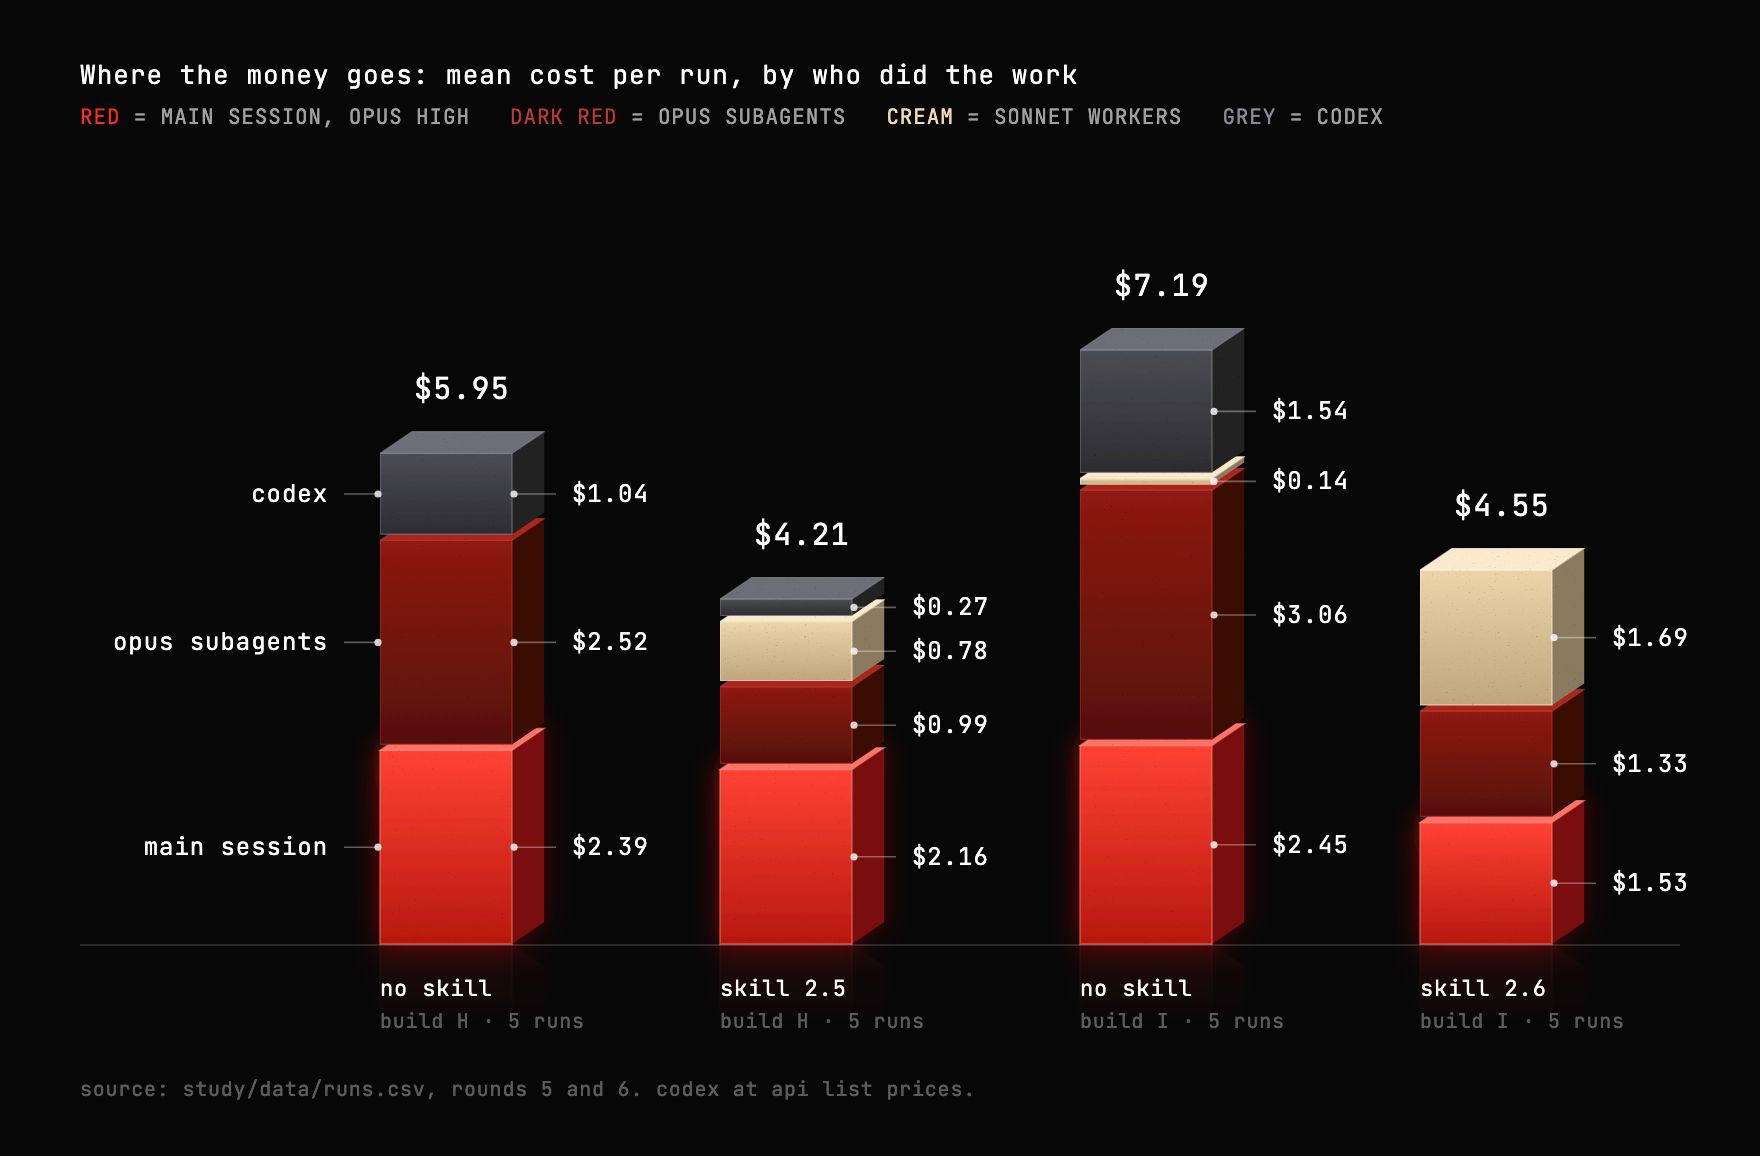 Where the money goes: mean cost per run, by who did the work
RED = MAIN SESSION, OPUS HIGH DARK RED = OPUS SUBAGENTS CREAM = SONNET WORKERS GREY = CODEX
$5.95
codex
$1.04
opus subagents
$2.52
main session
$2.39
no skill
build H · 5 runs
$4.21
$0.27
$0.78
$0.99
$2.16
skill 2.5
build H · 5 runs
$7.19
$1.54
$0.14
$3.06
$2.45
no skill
build I · 5 runs
$4.55
$1.69
$1.33
$1.53
skill 2.6
build I · 5 runs
source: study/data/runs.csv, rounds 5 and 6. codex at api list prices.